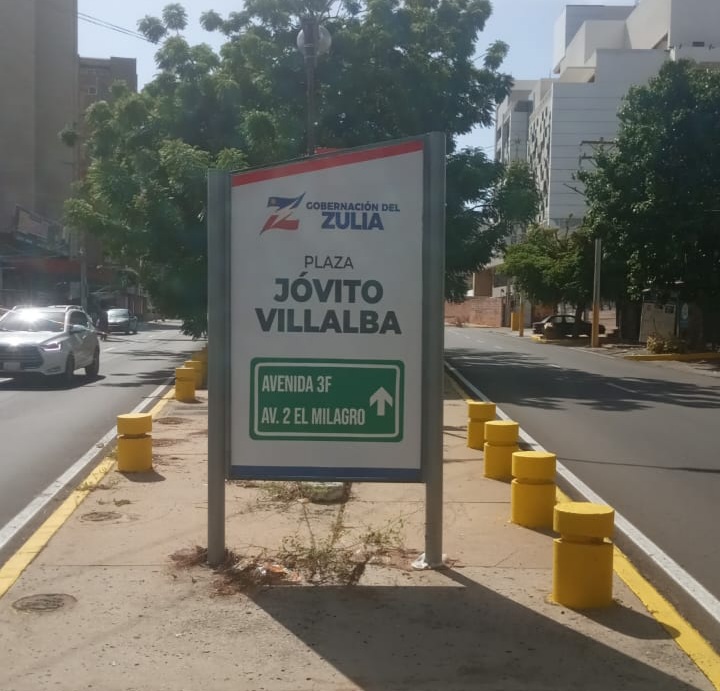 GOBERNACIÓN DEL
ZULIA
PLAZA
JÓVITO
VILLALBA
AVENIDA 3F
AV. 2 EL MILAGRO